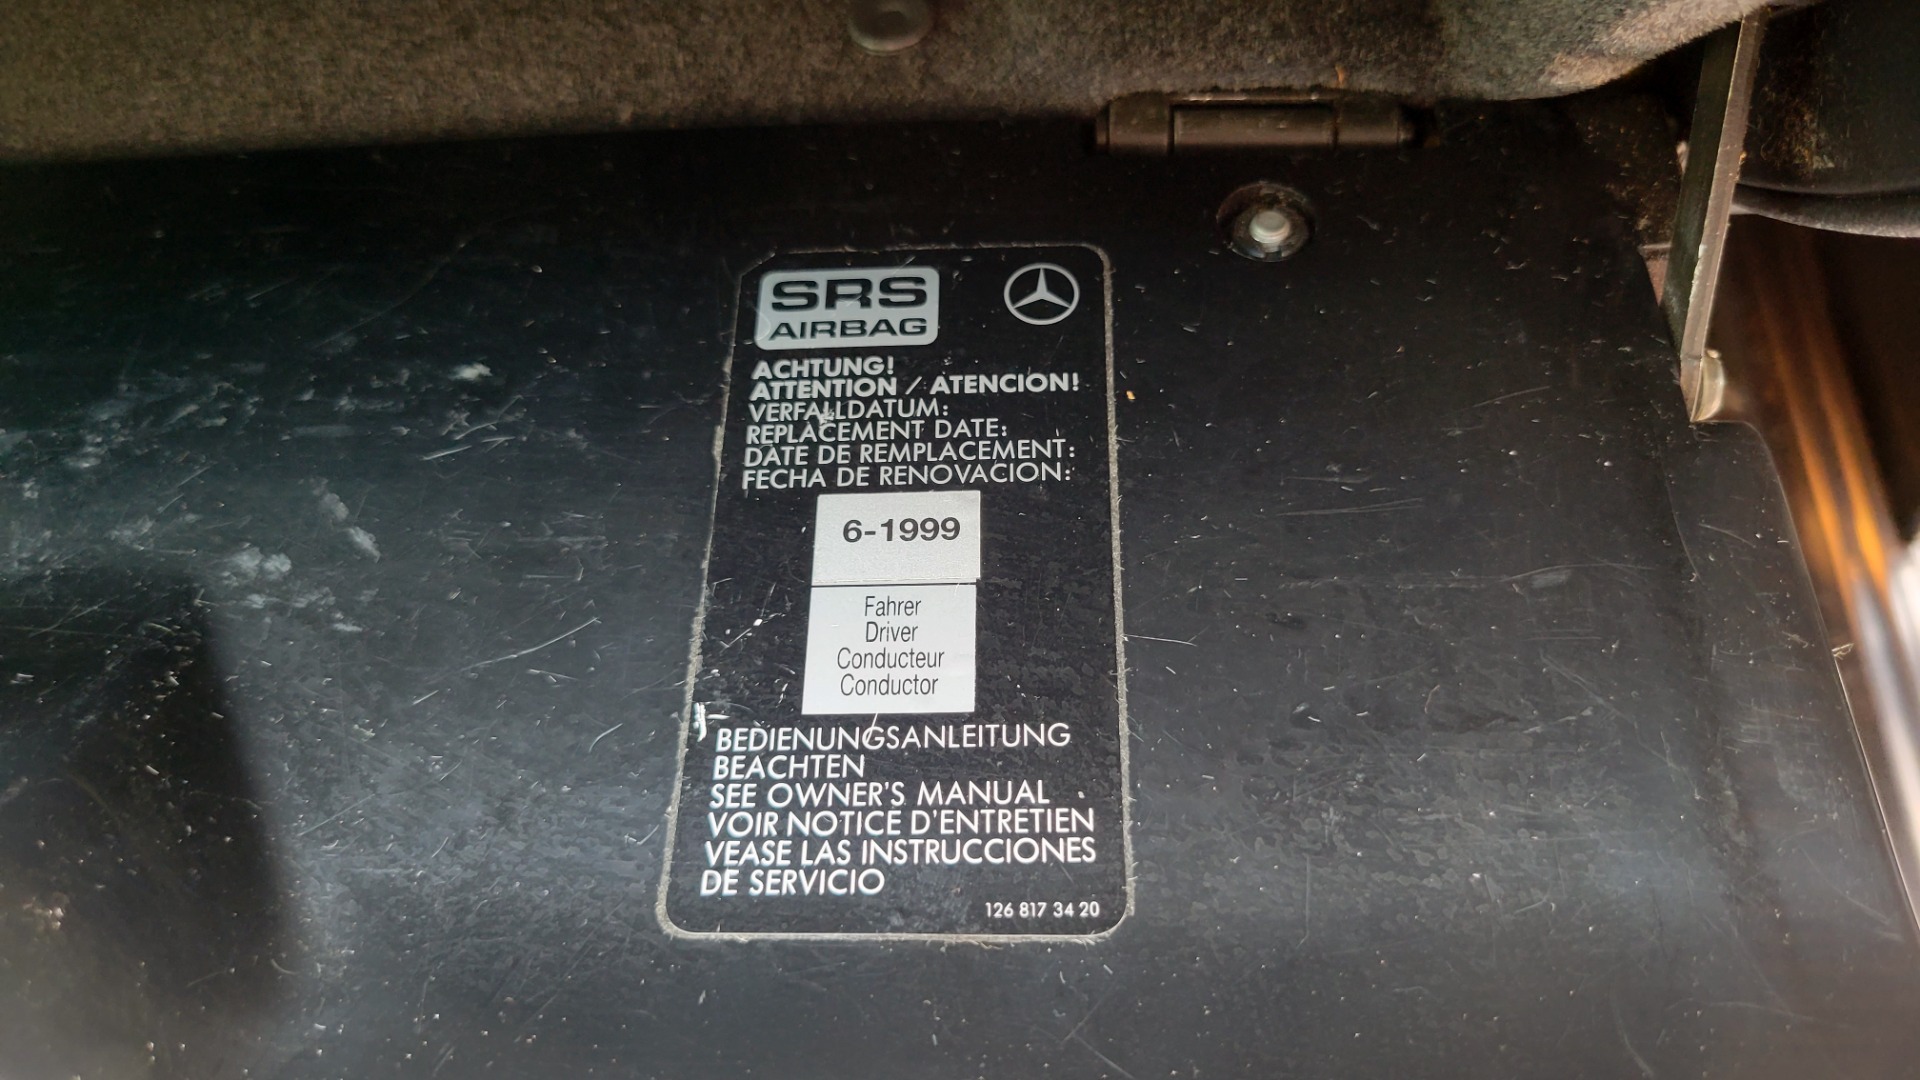 SRS
AIRBAG
ACHTUNG!
ATTENTION / ATENCION!
VERFALLDATUM:
REPLACEMENT DATE:
DATE DE REMPLACEMENT:
FECHA DE RENOVACION:
6-1999
Fahrer
Driver
Conducteur
Conductor
BEDIENUNGSANLEITUNG
BEACHTEN
SEE OWNER'S MANUAL
VOIR NOTICE D'ENTRETIEN
VEASE LAS INSTRUCCIONES
DE SERVICIO
126 817 34 20